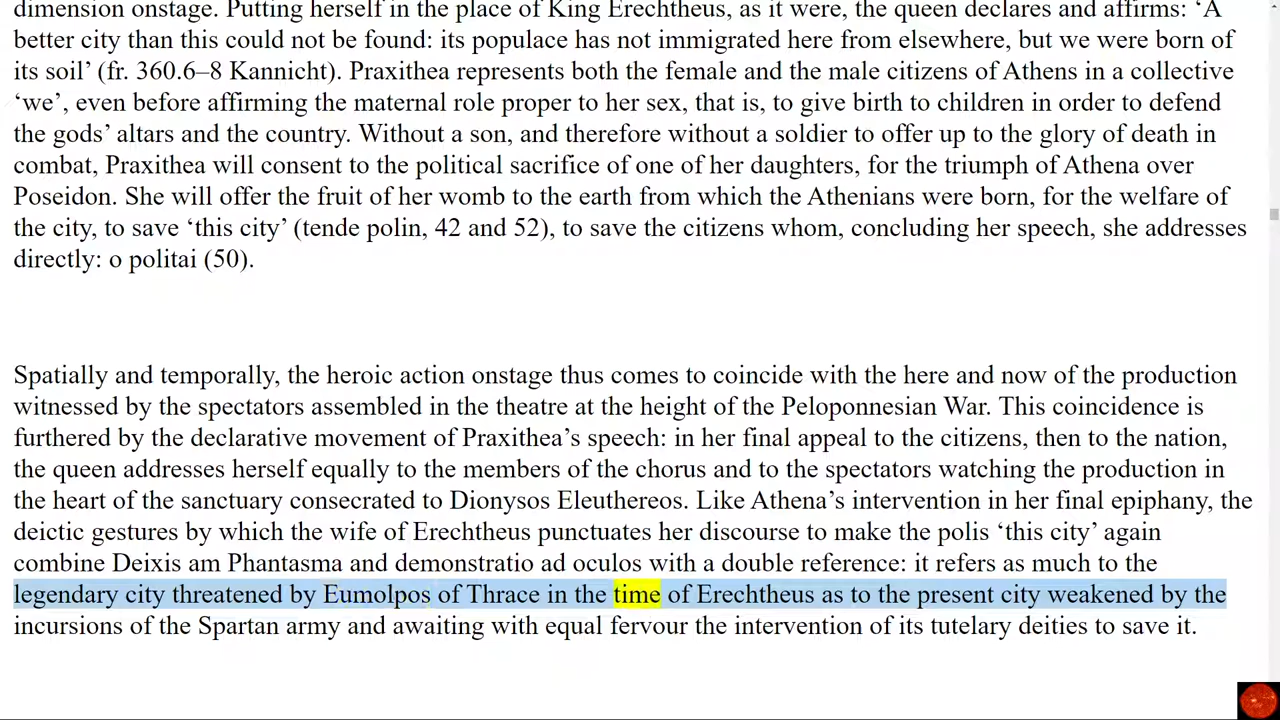 dimension onstage. Putting herself in the place of King Erechtheus, as it were, the queen declares and affirms: ‘A
better city than this could not be found: its populace has not immigrated here from elsewhere, but we were born of
its soil’ (fr. 360.6–8 Kannicht). Praxithea represents both the female and the male citizens of Athens in a collective
‘we’, even before affirming the maternal role proper to her sex, that is, to give birth to children in order to defend
the gods’ altars and the country. Without a son, and therefore without a soldier to offer up to the glory of death in
combat, Praxithea will consent to the political sacrifice of one of her daughters, for the triumph of Athena over
Poseidon. She will offer the fruit of her womb to the earth from which the Athenians were born, for the welfare of
the city, to save ‘this city’ (tende polin, 42 and 52), to save the citizens whom, concluding her speech, she addresses
directly: o politai (50).
Spatially and temporally, the heroic action onstage thus comes to coincide with the here and now of the production
witnessed by the spectators assembled in the theatre at the height of the Peloponnesian War. This coincidence is
furthered by the declarative movement of Praxithea’s speech: in her final appeal to the citizens, then to the nation,
the queen addresses herself equally to the members of the chorus and to the spectators watching the production in
the heart of the sanctuary consecrated to Dionysos Eleuthereos. Like Athena’s intervention in her final epiphany, the
deictic gestures by which the wife of Erechtheus punctuates her discourse to make the polis ‘this city’ again
combine Deixis am Phantasma and demonstratio ad oculos with a double reference: it refers as much to the
legendary city threatened by Eumolpos of Thrace in the time of Erechtheus as to the present city weakened by the
incursions of the Spartan army and awaiting with equal fervour the intervention of its tutelary deities to save it.